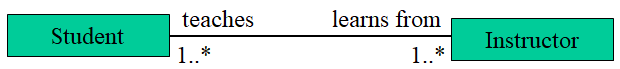 teaches learns from
Student Instructor
1..* 1..*